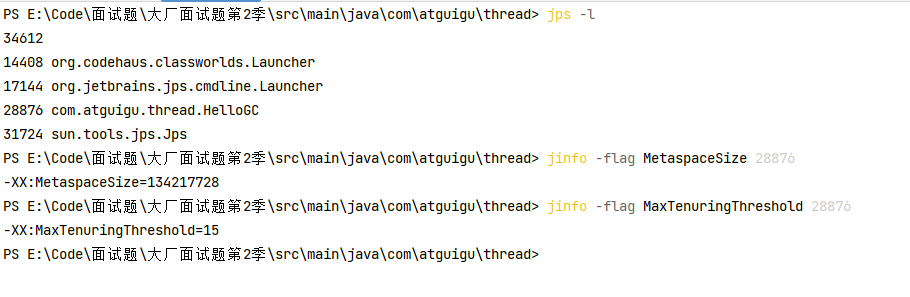 PS E:\Code\面试题\大厂面试题第2季\src\main\java\com\atguigu\thread> jps -l
34612
14408 org.codehaus.classworlds.Launcher
17144 org.jetbrains.jps.cmdline.Launcher
28876 com.atguigu.thread.HelloGC
31724 sun.tools.jps.Jps
PS E:\Code\面试题\大厂面试题第2季\src\main\java\com\atguigu\thread> jinfo -flag MetaspaceSize 28876
-XX:MetaspaceSize=134217728
PS E:\Code\面试题\大厂面试题第2季\src\main\java\com\atguigu\thread> jinfo -flag MaxTenuringThreshold 28876
-XX:MaxTenuringThreshold=15
PS E:\Code\面试题\大厂面试题第2季\src\main\java\com\atguigu\thread>